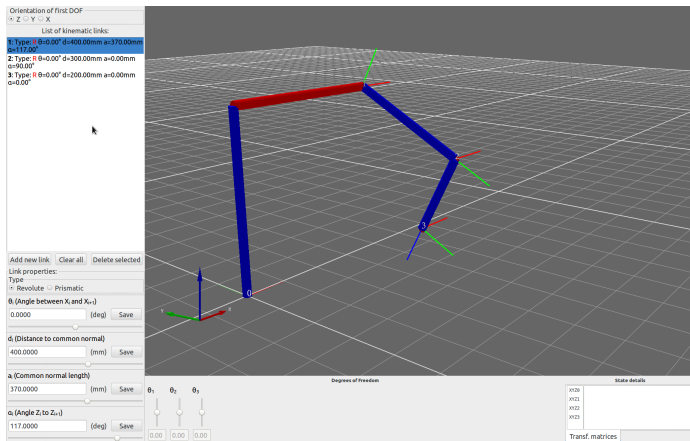 Orientation of first DOF
Z Y X
List of kinematic links:
1: Type: R θ=0.00° d=400.00mm a=370.00mm
α=117.00°
2: Type: R θ=0.00° d=300.00mm a=0.00mm
α=90.00°
3: Type: R θ=0.00° d=200.00mm a=0.00mm
α=0.00°
Add new link Clear all Delete selected
Link properties:
Type
Revolute Prismatic
θᵢ (Angle between Xᵢ and Xᵢ₊₁)
0.0000 (deg) Save
dᵢ (Distance to common normal)
400.0000 (mm) Save
aᵢ (Common normal length)
370.0000 (mm) Save
αᵢ (Angle Zᵢ to Zᵢ₊₁)
117.0000 (deg) Save
0
3
Degrees of Freedom
θ₁ θ₂ θ₃
0.00 0.00 0.00
State details
XYZ0
XYZ1
XYZ2
XYZ3
Transf. matrices